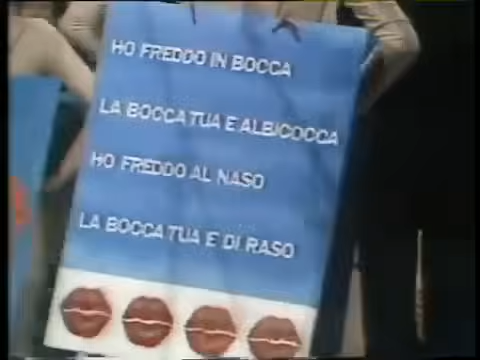 HO FREDDO IN BOCCA
LA BOCCA TUA E ALBICOCCA
HO FREDDO AL NASO
LA BOCCA TUA E DI RASO